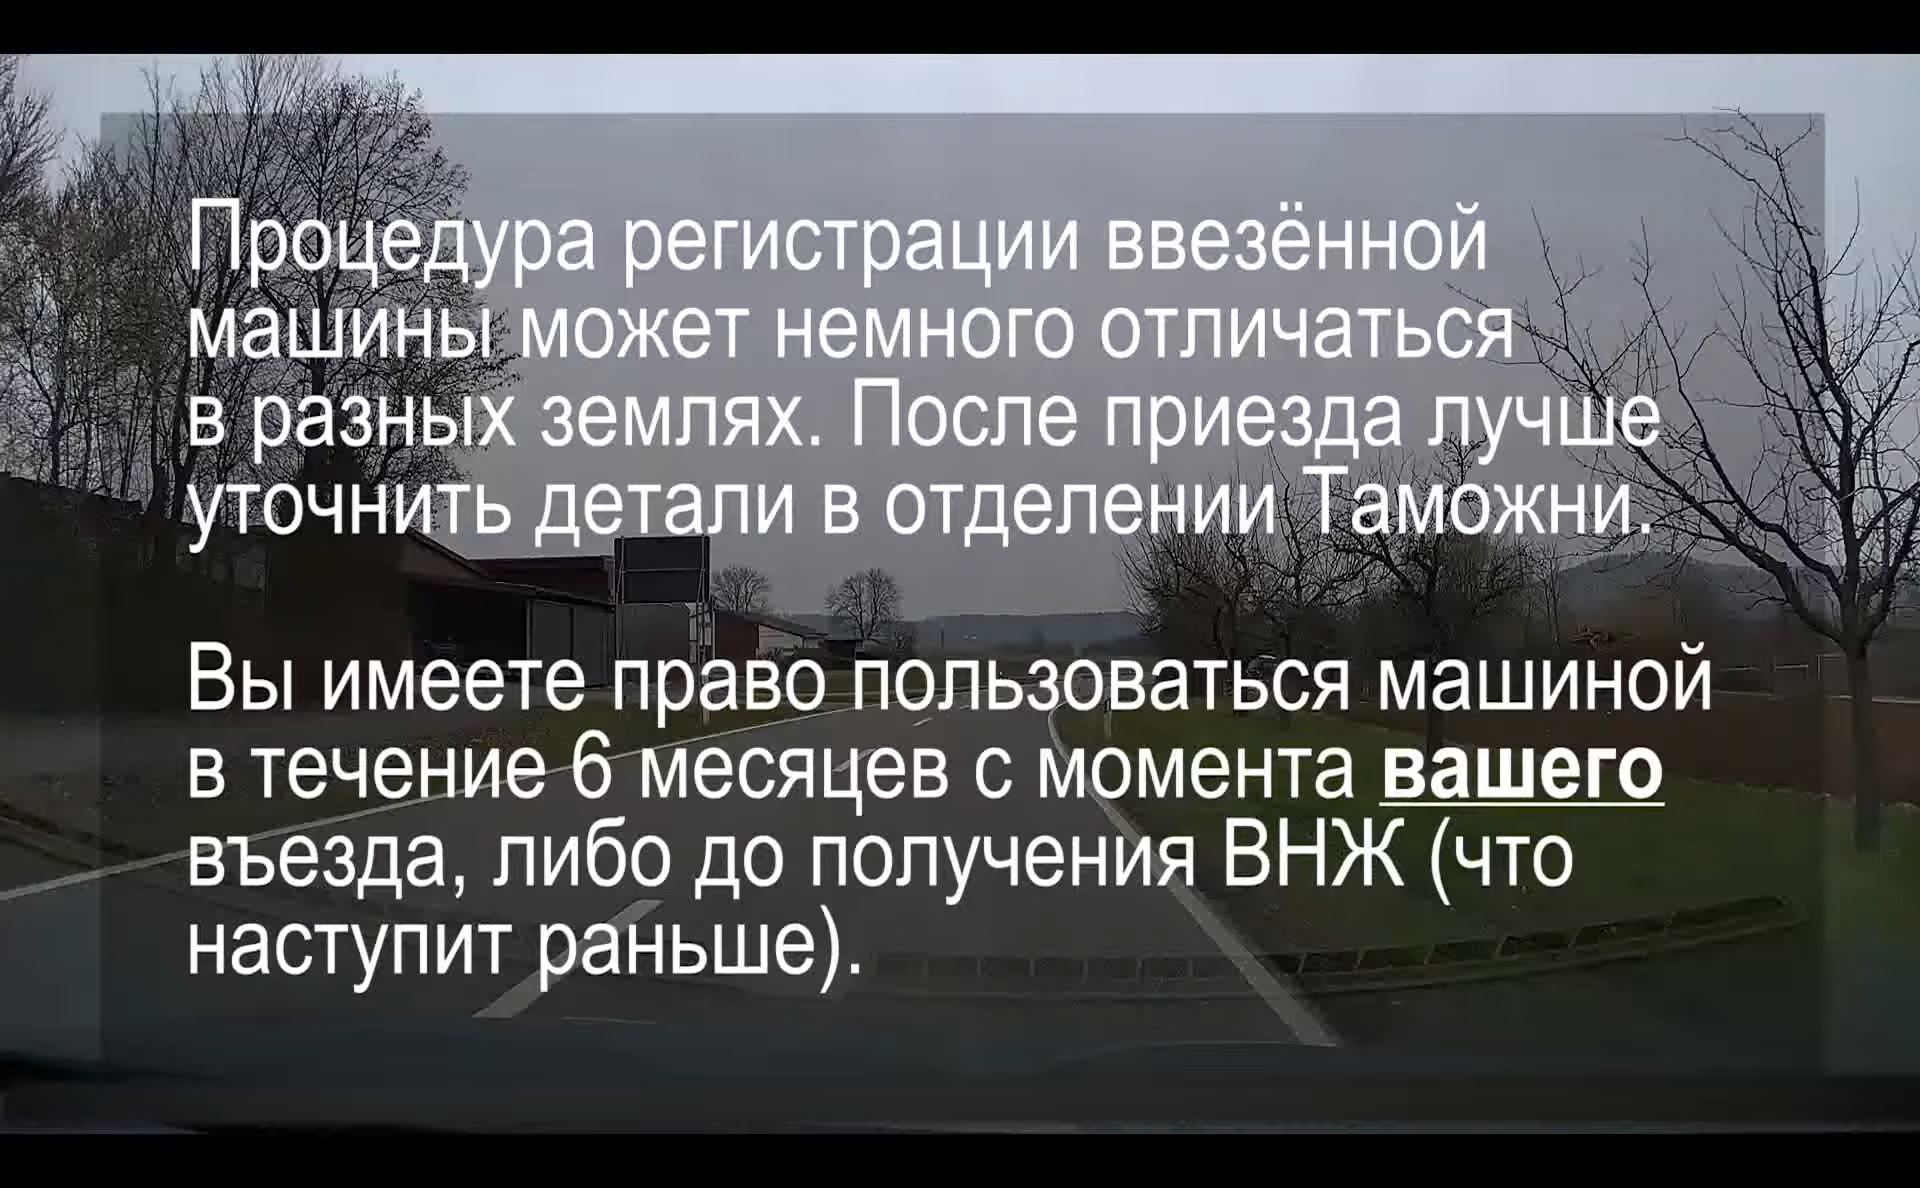 Процедура регистрации ввезённой
машины может немного отличаться
в разных землях. После приезда лучше
уточнить детали в отделении Таможни.
Вы имеете право пользоваться машиной
в течение 6 месяцев с момента вашего
въезда, либо до получения ВНЖ (что
наступит раньше).